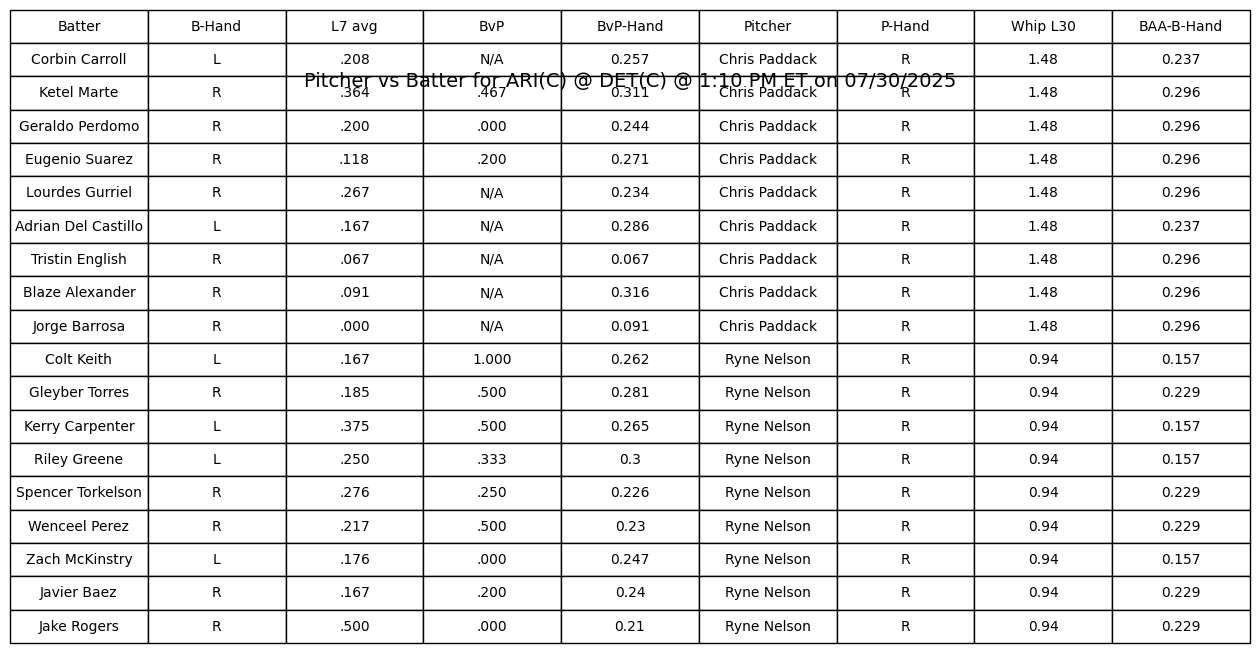 Batter B-Hand L7 avg BvP BvP-Hand Pitcher P-Hand Whip L30 BAA-B-Hand
Corbin Carroll L .208 N/A 0.257 Chris Paddack R 1.48 0.237
Pitcher vs Batter for ARI(C) @ DET(C) @ 1:10 PM ET on 07/30/2025
Ketel Marte R .364 .467 0.311 Chris Paddack R 1.48 0.296
Geraldo Perdomo R .200 .000 0.244 Chris Paddack R 1.48 0.296
Eugenio Suarez R .118 .200 0.271 Chris Paddack R 1.48 0.296
Lourdes Gurriel R .267 N/A 0.234 Chris Paddack R 1.48 0.296
Adrian Del Castillo L .167 N/A 0.286 Chris Paddack R 1.48 0.237
Tristin English R .067 N/A 0.067 Chris Paddack R 1.48 0.296
Blaze Alexander R .091 N/A 0.316 Chris Paddack R 1.48 0.296
Jorge Barrosa R .000 N/A 0.091 Chris Paddack R 1.48 0.296
Colt Keith L .167 1.000 0.262 Ryne Nelson R 0.94 0.157
Gleyber Torres R .185 .500 0.281 Ryne Nelson R 0.94 0.229
Kerry Carpenter L .375 .500 0.265 Ryne Nelson R 0.94 0.157
Riley Greene L .250 .333 0.3 Ryne Nelson R 0.94 0.157
Spencer Torkelson R .276 .250 0.226 Ryne Nelson R 0.94 0.229
Wenceel Perez R .217 .500 0.23 Ryne Nelson R 0.94 0.229
Zach McKinstry L .176 .000 0.247 Ryne Nelson R 0.94 0.157
Javier Baez R .167 .200 0.24 Ryne Nelson R 0.94 0.229
Jake Rogers R .500 .000 0.21 Ryne Nelson R 0.94 0.229